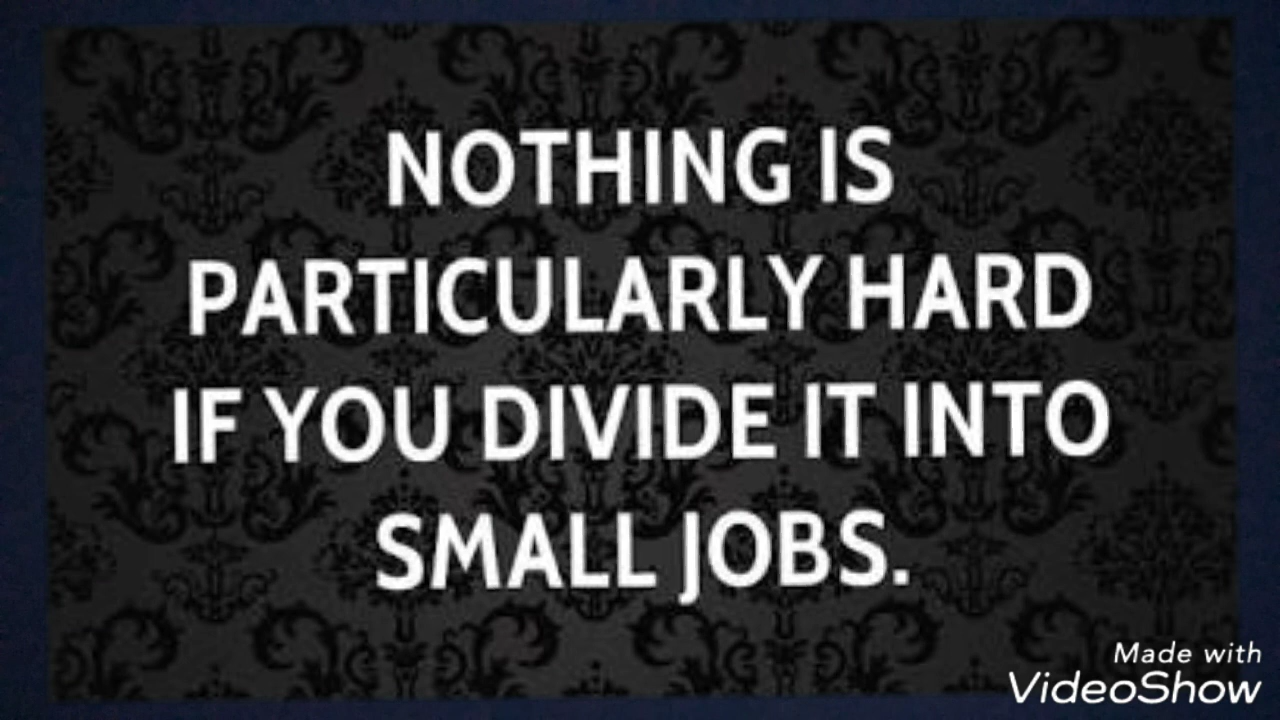 NOTHING IS
PARTICULARLY HARD
IF YOU DIVIDE IT INTO
SMALL JOBS.
Made with
VideoShow